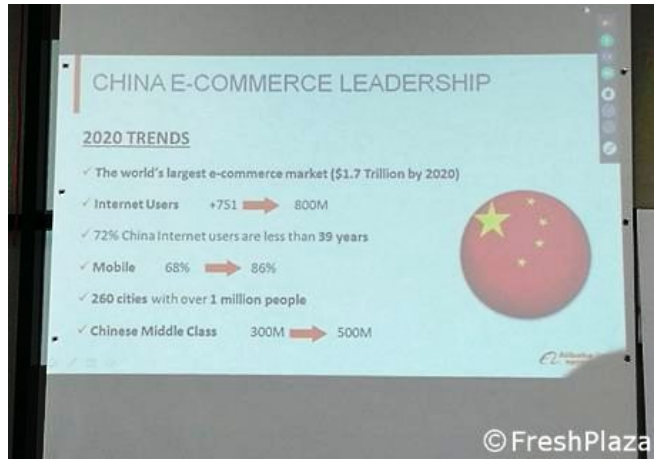 CHINA E-COMMERCE LEADERSHIP
2020 TRENDS
✓ The world's largest e-commerce market ($1.7 Trillion by 2020)
✓ Internet Users +751 → 800M
✓ 72% China Internet users are less than 39 years
✓ Mobile 68% → 86%
✓ 260 cities with over 1 million people
✓ Chinese Middle Class 300M → 500M
©FreshPlaza